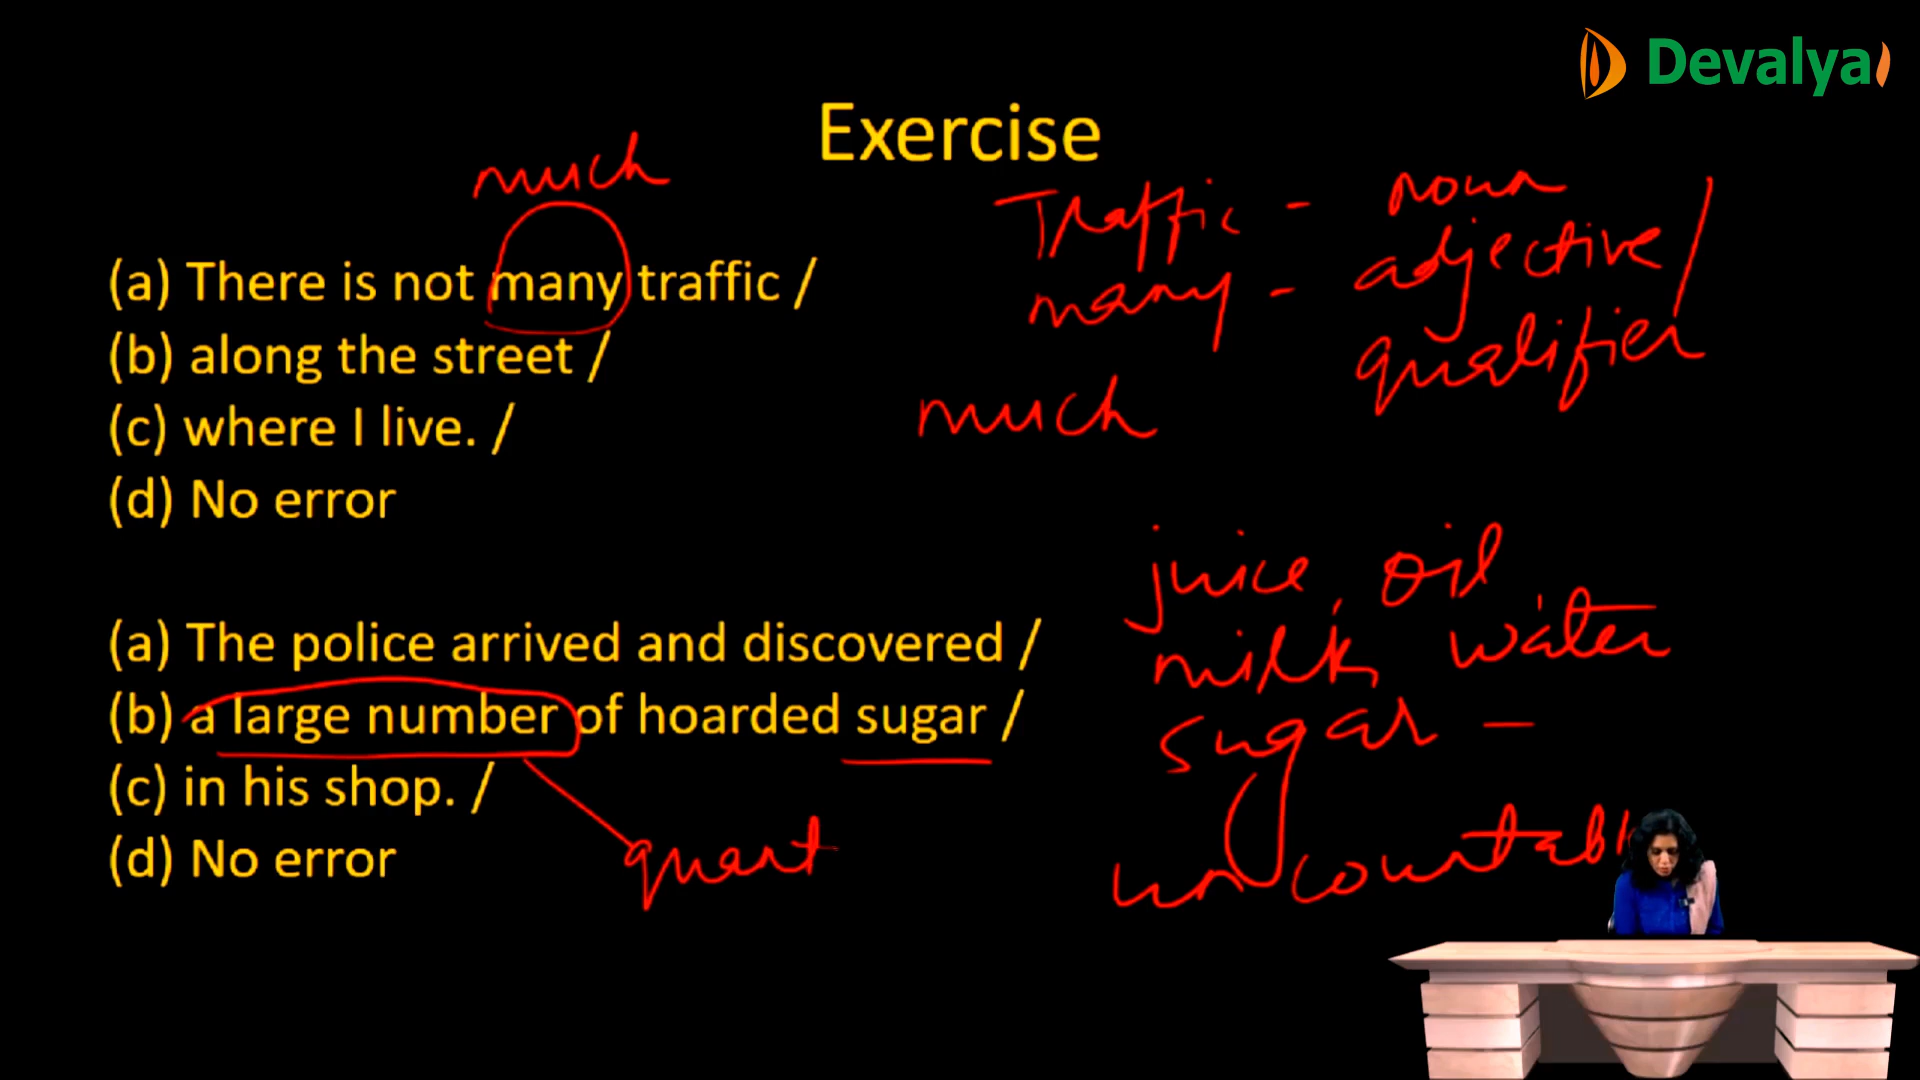 Devalya
Exercise
much
(a) There is not many traffic /
(b) along the street /
(c) where I live. /
(d) No error
Traffic - noun
many - adjective /
qualifier
much
(a) The police arrived and discovered /
(b) a large number of hoarded sugar /
(c) in his shop. /
(d) No error
quant
juice, oil
milk, water
sugar -